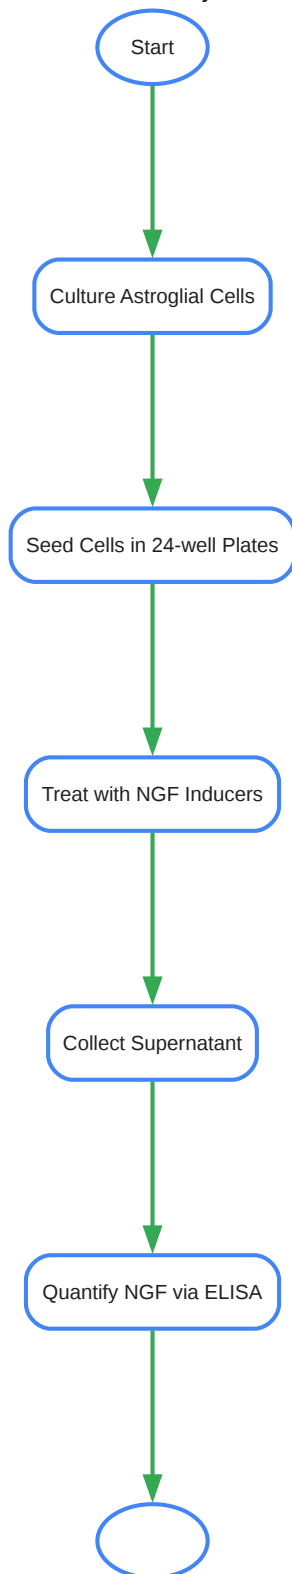 Start
Culture Astroglial Cells
Seed Cells in 24-well Plates
Treat with NGF Inducers
Collect Supernatant
Quantify NGF via ELISA